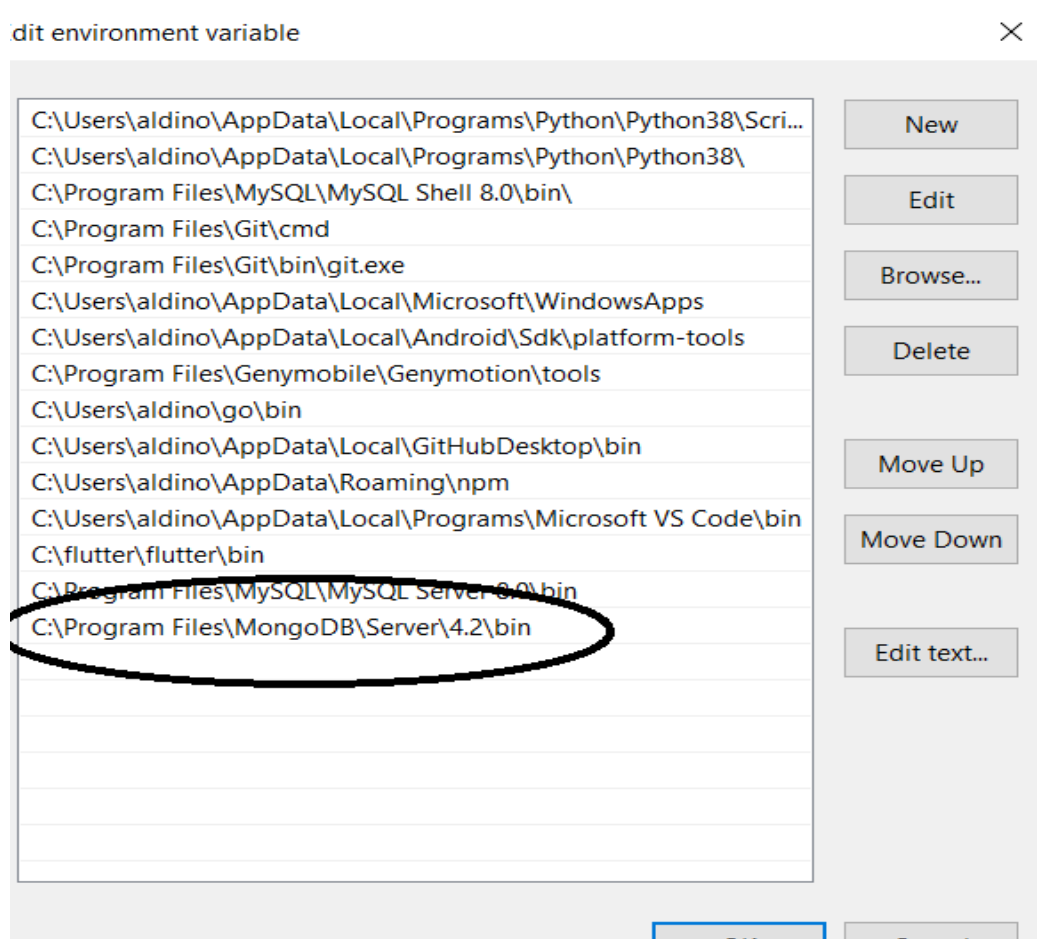 dit environment variable
C:\Users\aldino\AppData\Local\Programs\Python\Python38\Scri...
C:\Users\aldino\AppData\Local\Programs\Python\Python38\
C:\Program Files\MySQL\MySQL Shell 8.0\bin\
C:\Program Files\Git\cmd
C:\Program Files\Git\bin\git.exe
C:\Users\aldino\AppData\Local\Microsoft\WindowsApps
C:\Users\aldino\AppData\Local\Android\Sdk\platform-tools
C:\Program Files\Genymobile\Genymotion\tools
C:\Users\aldino\go\bin
C:\Users\aldino\AppData\Local\GitHubDesktop\bin
C:\Users\aldino\AppData\Roaming\npm
C:\Users\aldino\AppData\Local\Programs\Microsoft VS Code\bin
C:\flutter\flutter\bin
C:\Program Files\MySQL\MySQL Server 8.0\bin
C:\Program Files\MongoDB\Server\4.2\bin
New
Edit
Browse...
Delete
Move Up
Move Down
Edit text...